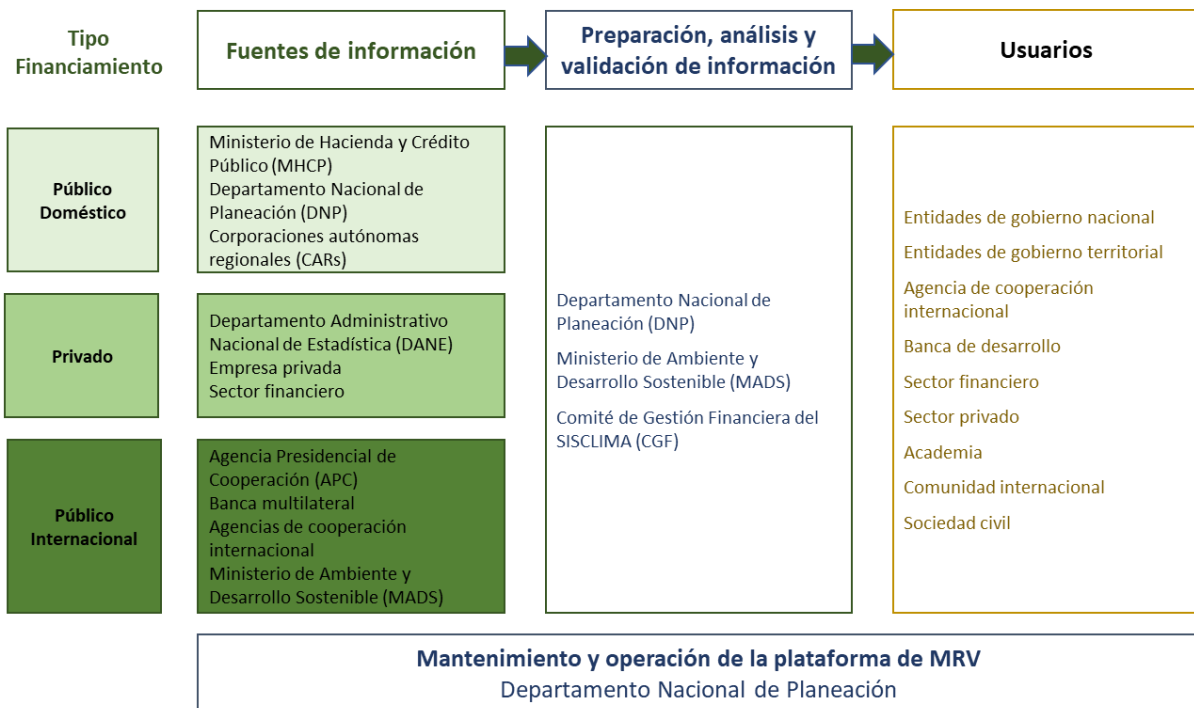 Tipo
Financiamiento
Fuentes de información
Preparación, análisis y
validación de información
Usuarios
Público
Doméstico
Ministerio de Hacienda y Crédito
Público (MHCP)
Departamento Nacional de
Planeación (DNP)
Corporaciones autónomas
regionales (CARs)
Privado
Departamento Administrativo
Nacional de Estadística (DANE)
Empresa privada
Sector financiero
Público
Internacional
Agencia Presidencial de
Cooperación (APC)
Banca multilateral
Agencias de cooperación
internacional
Ministerio de Ambiente y
Desarrollo Sostenible (MADS)
Departamento Nacional de
Planeación (DNP)
Ministerio de Ambiente y
Desarrollo Sostenible (MADS)
Comité de Gestión Financiera del
SISCLIMA (CGF)
Entidades de gobierno nacional
Entidades de gobierno territorial
Agencia de cooperación
internacional
Banca de desarrollo
Sector financiero
Sector privado
Academia
Comunidad internacional
Sociedad civil
Mantenimiento y operación de la plataforma de MRV
Departamento Nacional de Planeación